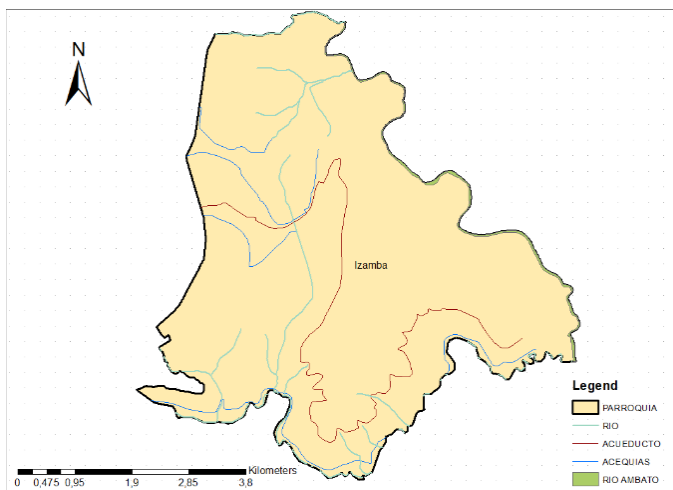 N
Izamba
Legend
PARROQUIA
RIO
ACUEDUCTO
ACEQUIAS
RIO AMBATO
Kilometers
0 0,475 0,95 1,9 2,85 3,8